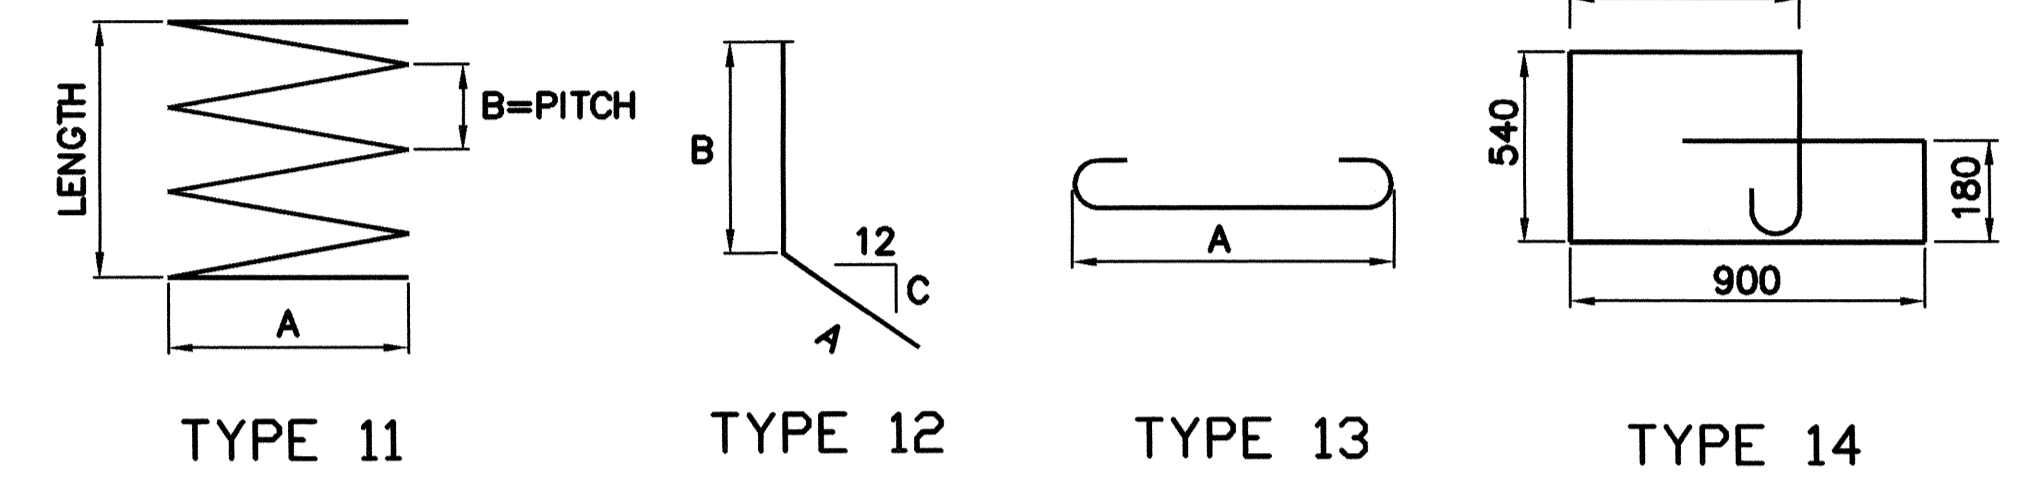 LENGTH
B=PITCH
A
TYPE 11
B
12
C
A
TYPE 12
A
TYPE 13
540
180
900
TYPE 14